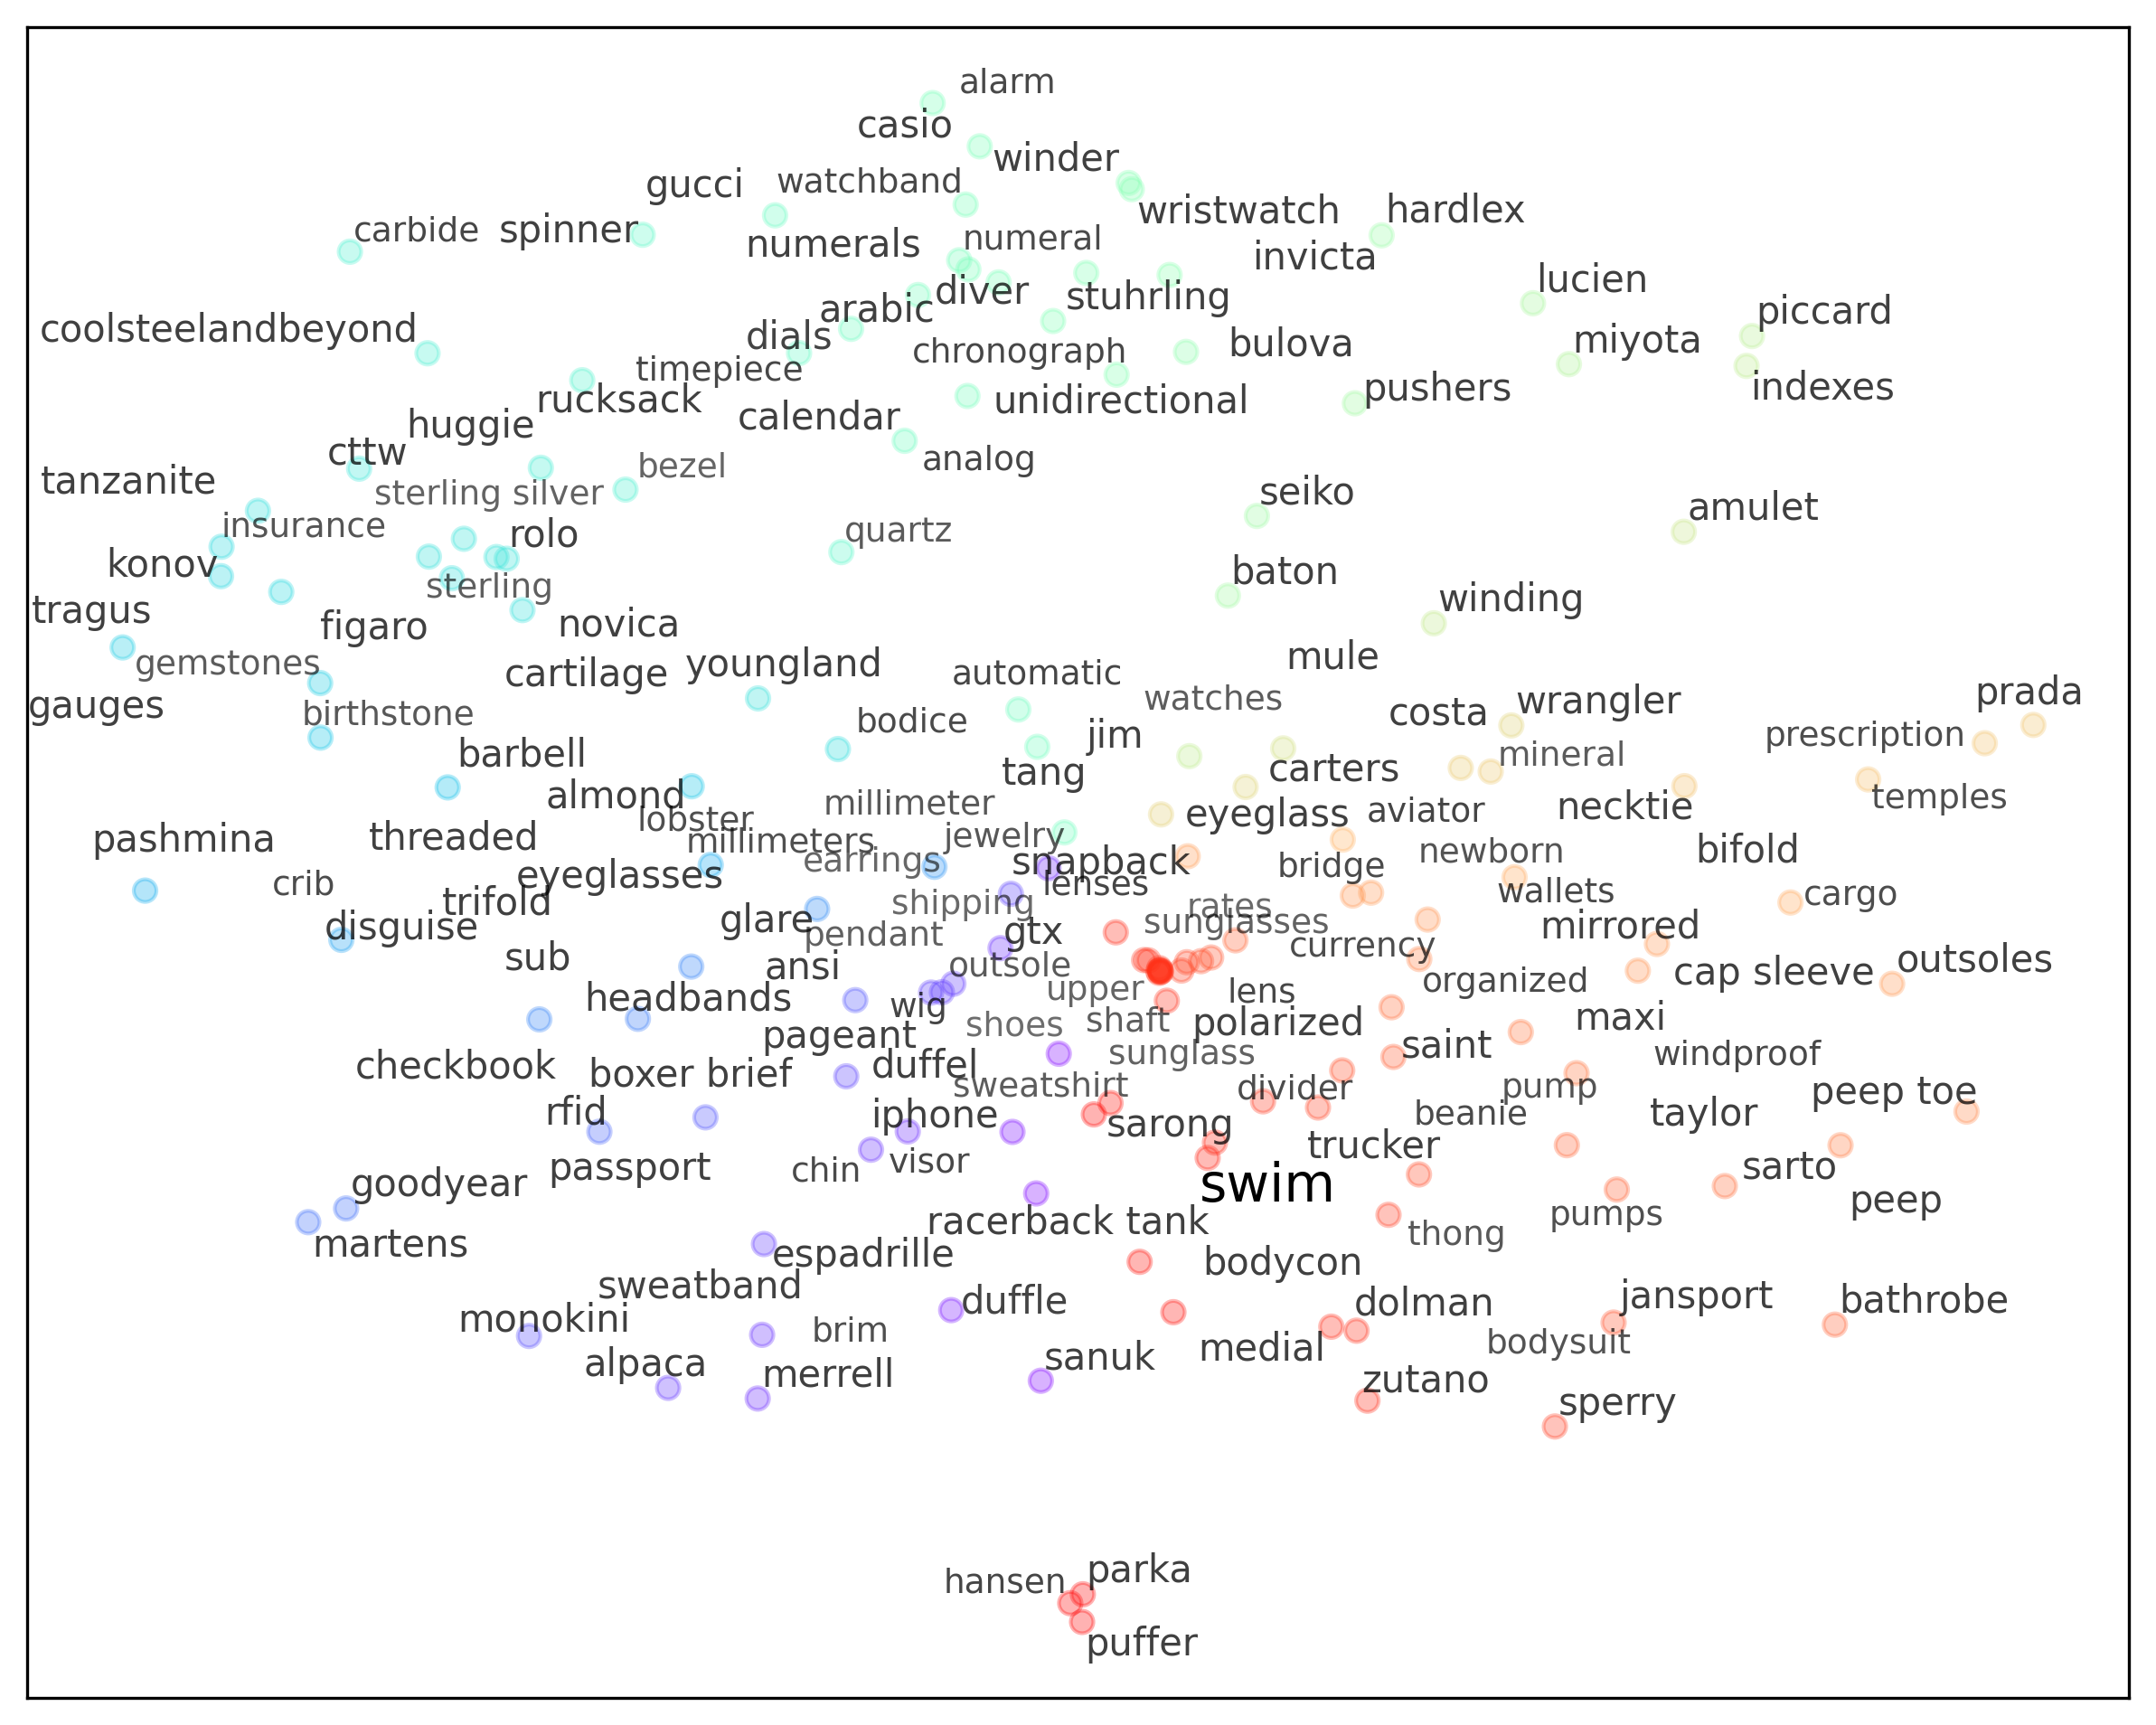 alarm
casio
winder
gucci
watchband
carbide
spinner
wristwatch
hardlex
numerals
numeral
invicta
lucien
diver
stuhrling
arabic
piccard
coolsteelandbeyond
dials
miyota
bulova
chronograph
timepiece
indexes
pushers
rucksack
unidirectional
calendar
huggie
cttw
analog
bezel
tanzanite
sterling silver
seiko
amulet
insurance
rolo
quartz
konov
baton
sterling
winding
tragus
figaro
novica
mule
gemstones
cartilage
youngland
automatic
watches
prada
gauges
birthstone
bodice
costa
wrangler
jim
prescription
barbell
mineral
tang
carters
almond
millimeter
temples
lobster
eyeglass
aviator
necktie
pashmina
threaded
millimeters
jewelry
bifold
earrings
snapback
bridge
newborn
crib
eyeglasses
lenses
wallets
cargo
trifold
shipping
rates
disguise
glare
pendant
gtx
sunglasses
mirrored
currency
sub
ansi
outsole
outsoles
cap sleeve
organized
headbands
wig
upper
lens
shoes
shaft
polarized
maxi
pageant
saint
windproof
checkbook
boxer brief
duffel
sunglass
sweatshirt
divider
pump
peep toe
rfid
iphone
sarong
beanie
taylor
trucker
passport
chin
visor
sarto
goodyear
swim
peep
pumps
racerback tank
thong
martens
espadrille
bodycon
sweatband
duffle
dolman
jansport
bathrobe
monokini
brim
medial
bodysuit
alpaca
merrell
sanuk
zutano
sperry
parka
hansen
puffer